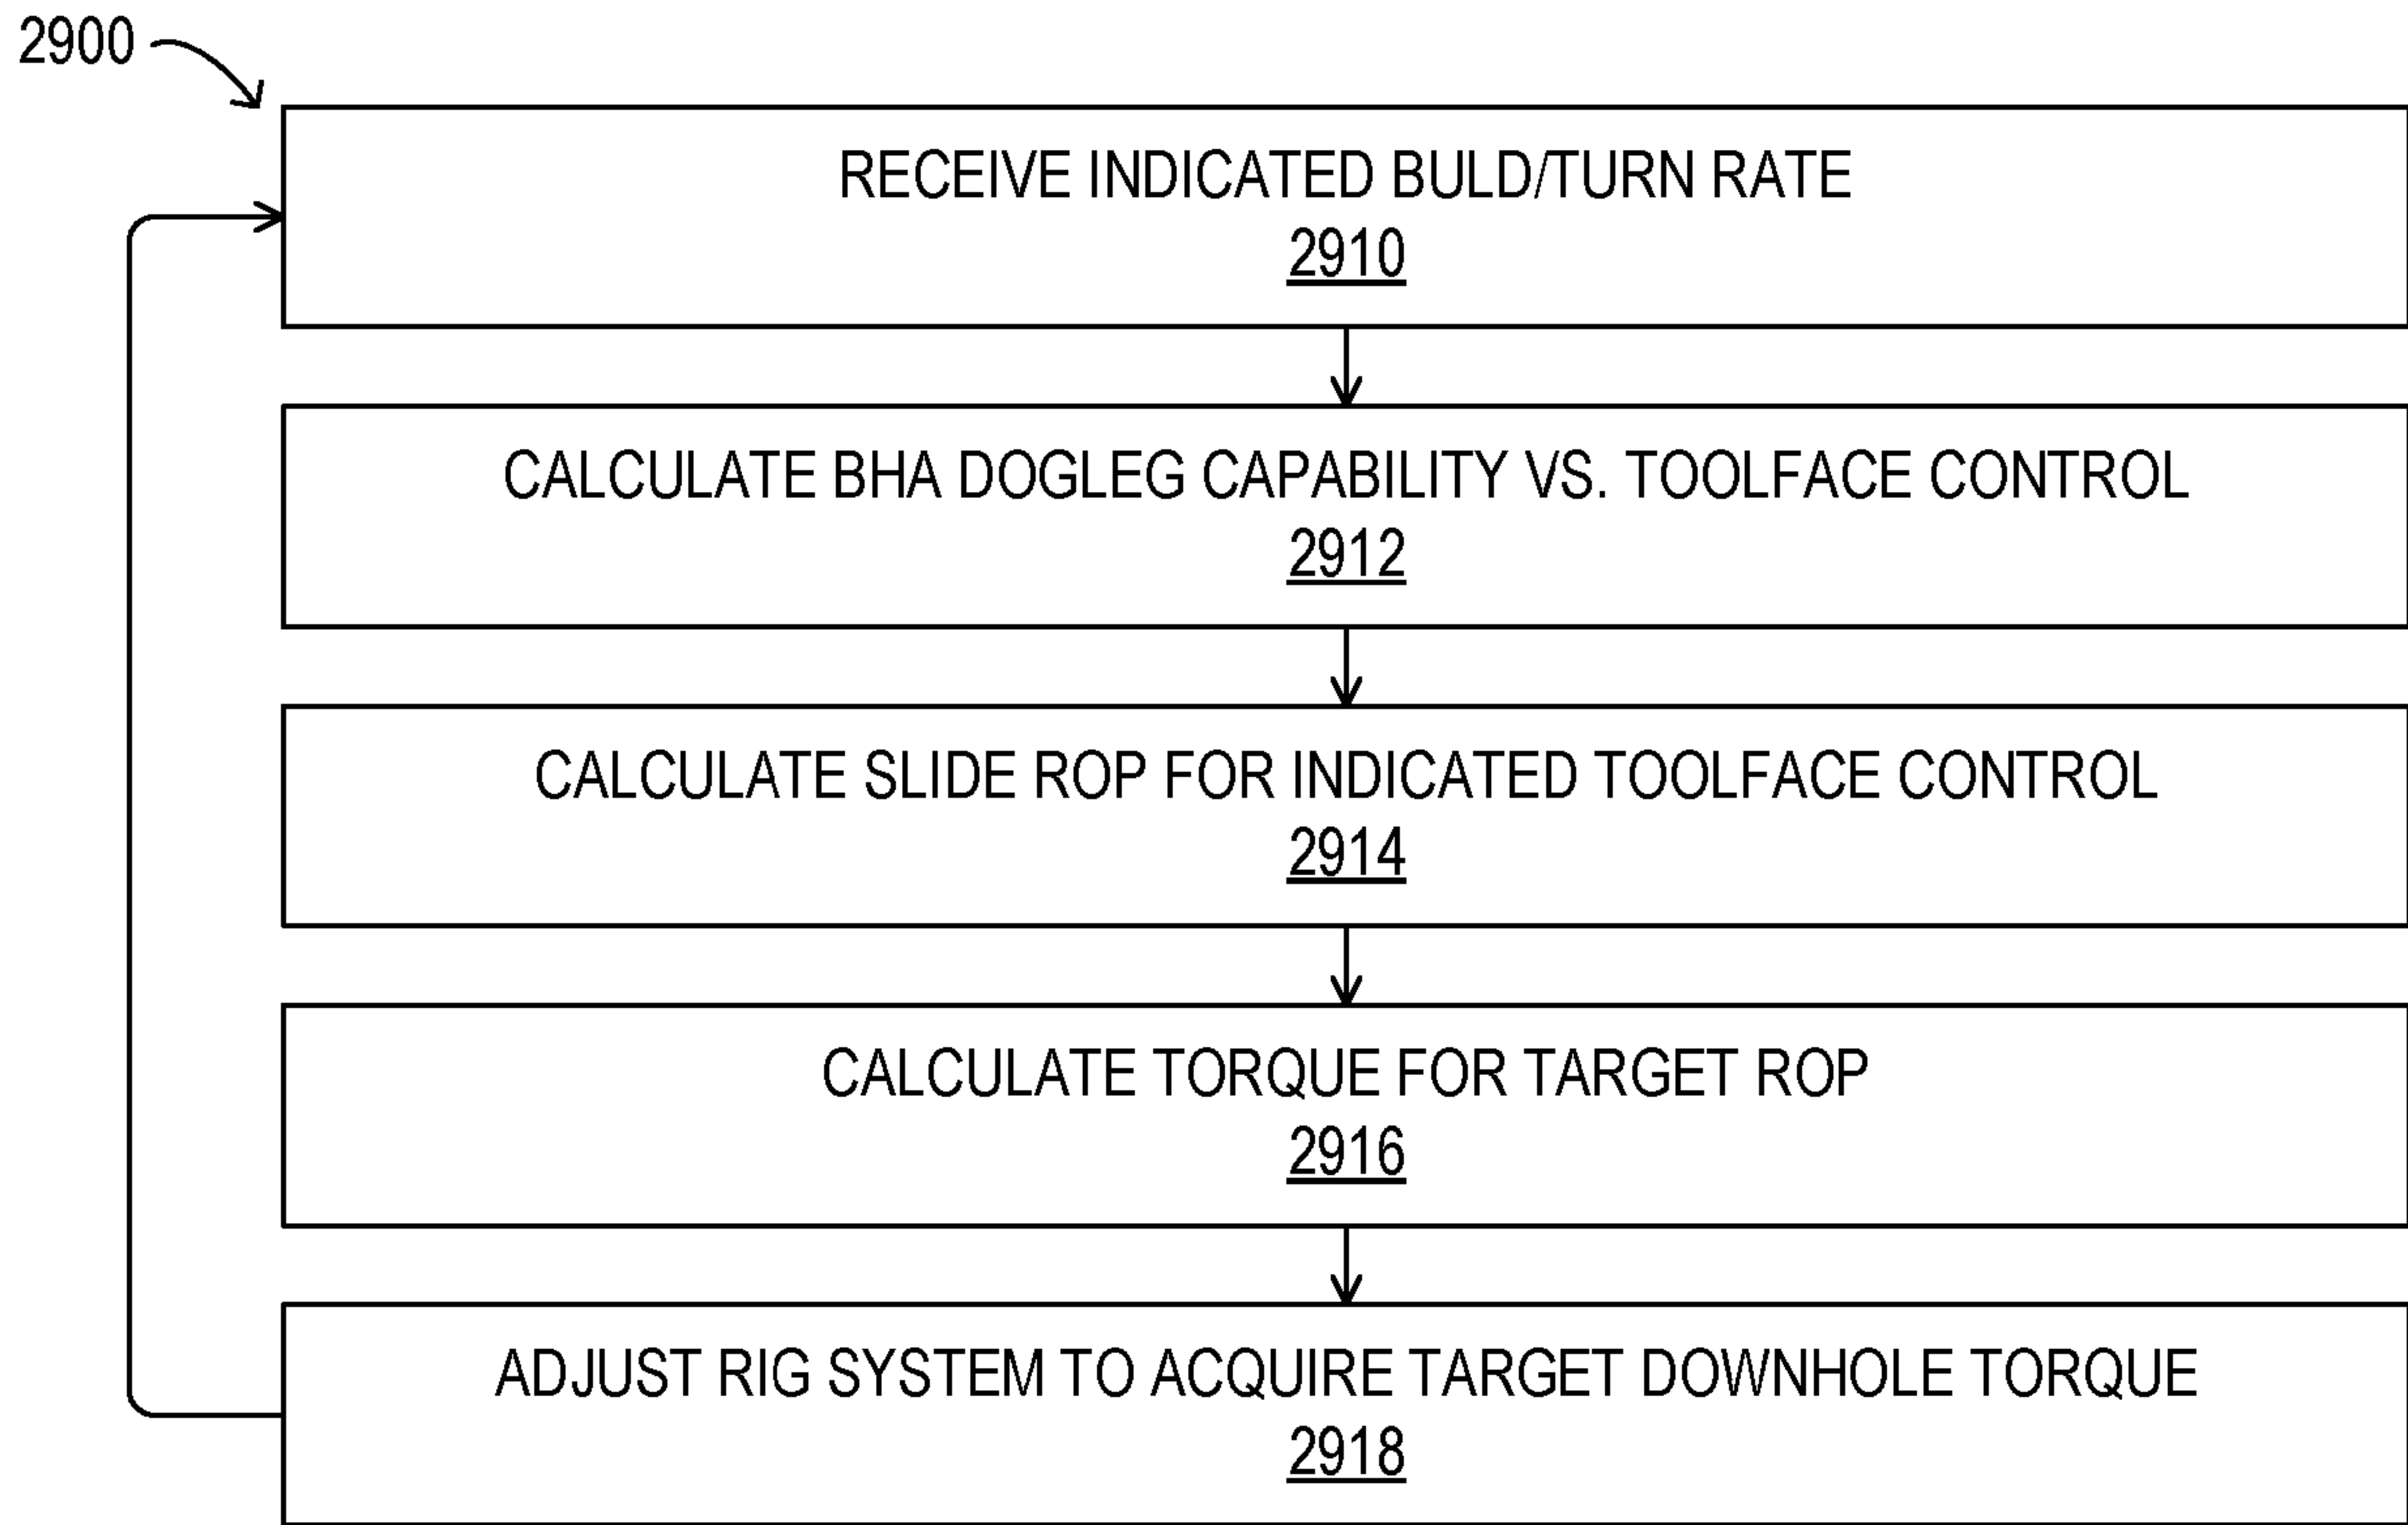 2900
RECEIVE INDICATED BULD/TURN RATE
2910
CALCULATE BHA DOGLEG CAPABILITY VS. TOOLFACE CONTROL
2912
CALCULATE SLIDE ROP FOR INDICATED TOOLFACE CONTROL
2914
CALCULATE TORQUE FOR TARGET ROP
2916
ADJUST RIG SYSTEM TO ACQUIRE TARGET DOWNHOLE TORQUE
2918